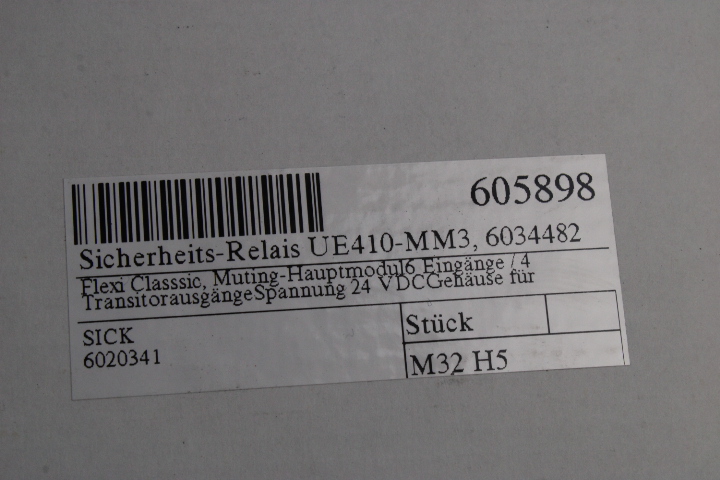 605898
Sicherheits-Relais UE410-MM3, 6034482
Flexi Classsic, Muting-Hauptmodul6 Eingänge / 4
TransitorausgängeSpannung 24 VDCGehäuse für
SICK
6020341
Stück
M32 H5